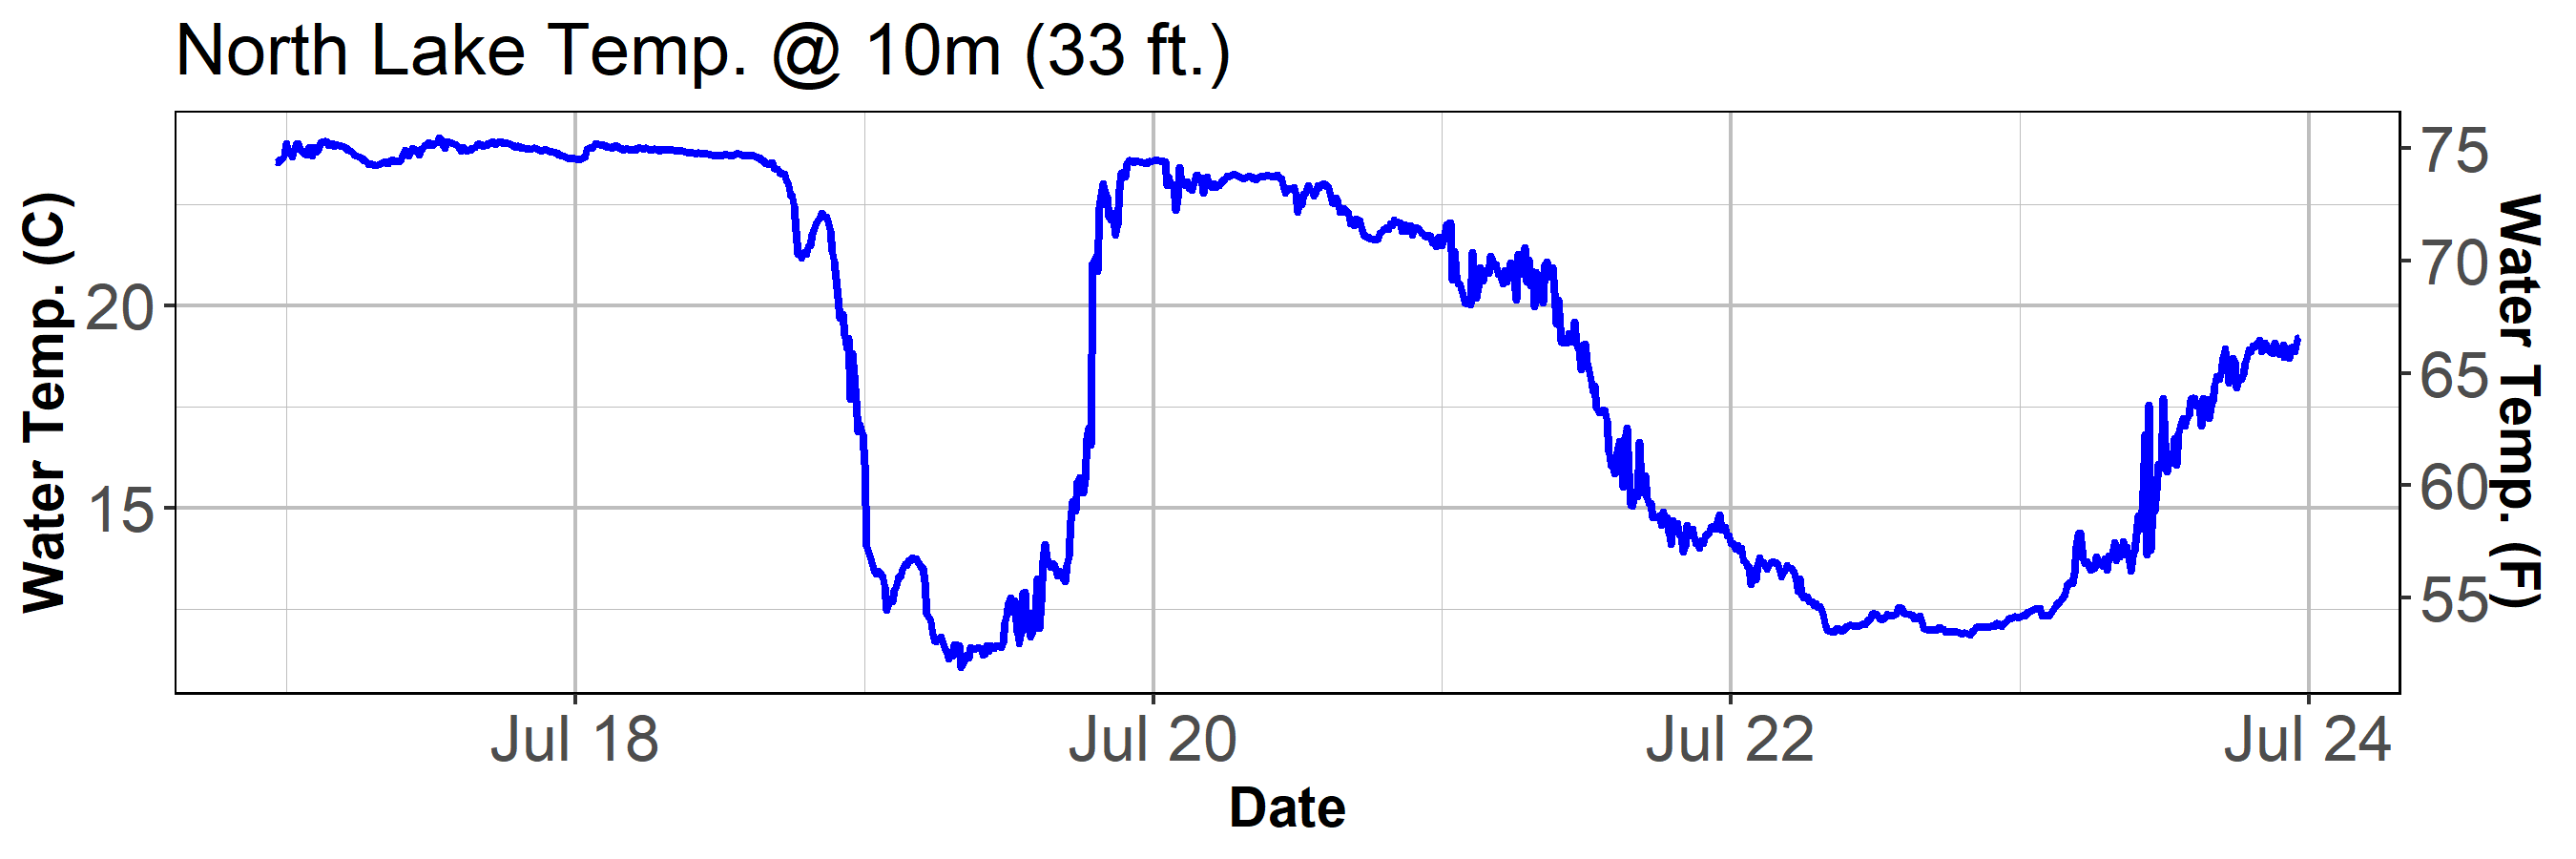 North Lake Temp. @ 10m (33 ft.)
Water Temp. (C)
20
15
75
70
65
60
55
Water Temp. (F)
Jul 18
Jul 20
Jul 22
Jul 24
Date